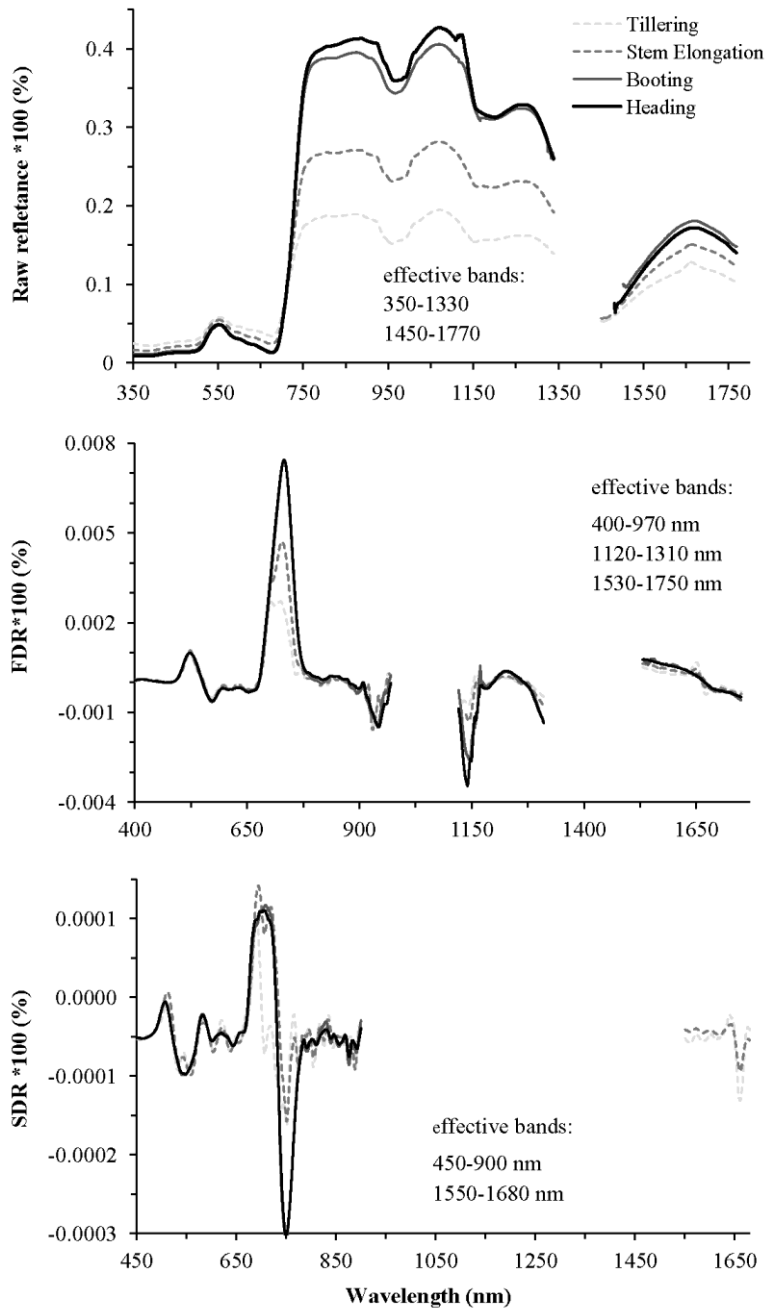 Tillering
Stem Elongation
Booting
Heading
Raw refletance *100 (%)
0.4
0.3
0.2
0.1
0
effective bands:
350-1330
1450-1770
350 550 750 950 1150 1350 1550 1750
FDR*100 (%)
0.008
0.005
0.002
-0.001
-0.004
effective bands:
400-970 nm
1120-1310 nm
1530-1750 nm
400 650 900 1150 1400 1650
SDR *100 (%)
0.0001
0.0000
-0.0001
-0.0002
-0.0003
effective bands:
450-900 nm
1550-1680 nm
450 650 850 1050 1250 1450 1650
Wavelength (nm)